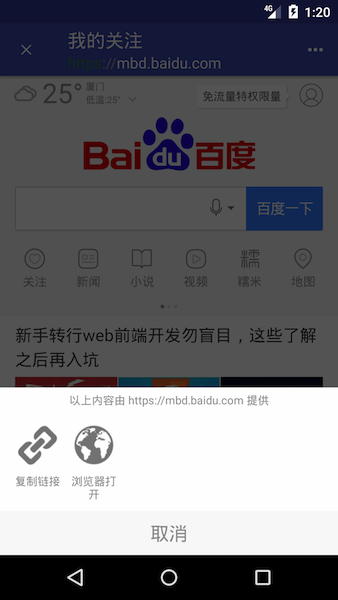 4G
1:20
我的关注
https://mbd.baidu.com
25°
厦门
低温:25°
免流量特权限量
Bai du 百度
百度一下
关注
新闻
小说
视频
糯
糯米
地图
新手转行web前端开发勿盲目，这些了解
之后再入坑
以上内容由 https://mbd.baidu.com 提供
复制链接
浏览器打
开
取消